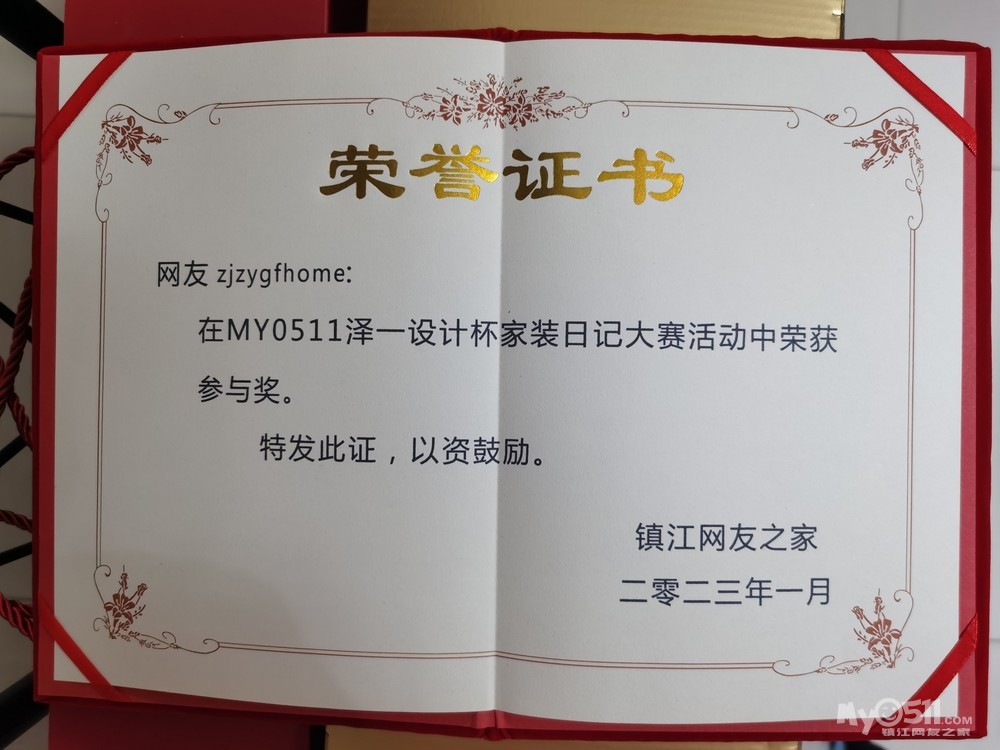 荣誉证书
网友 zjzygfhome:
在MY0511泽一设计杯家装日记大赛活动中荣获
参与奖。
特发此证，以资鼓励。
镇江网友之家
二零二三年一月
My0511.COM
镇江网友之家